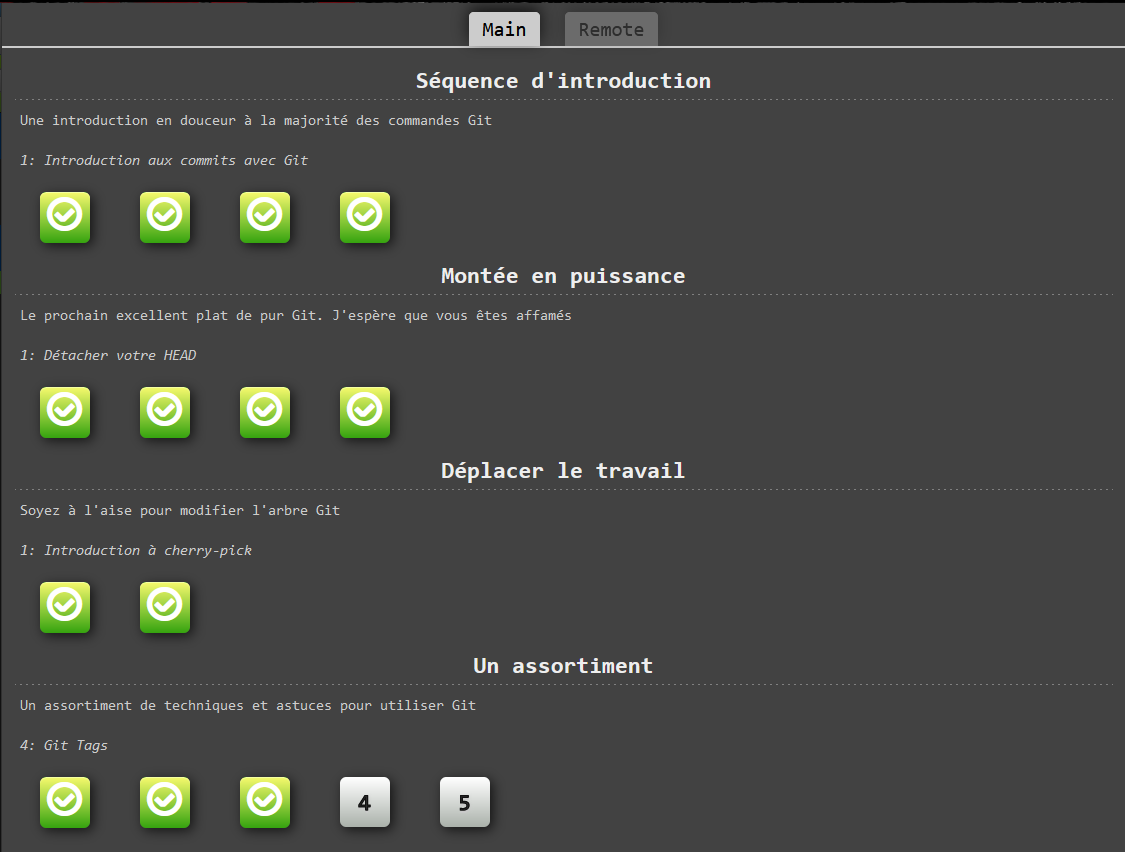 Main Remote
Séquence d'introduction
Une introduction en douceur à la majorité des commandes Git
1: Introduction aux commits avec Git
Montée en puissance
Le prochain excellent plat de pur Git. J'espère que vous êtes affamés
1: Détacher votre HEAD
Déplacer le travail
Soyez à l'aise pour modifier l'arbre Git
1: Introduction à cherry-pick
Un assortiment
Un assortiment de techniques et astuces pour utiliser Git
4: Git Tags
4 5